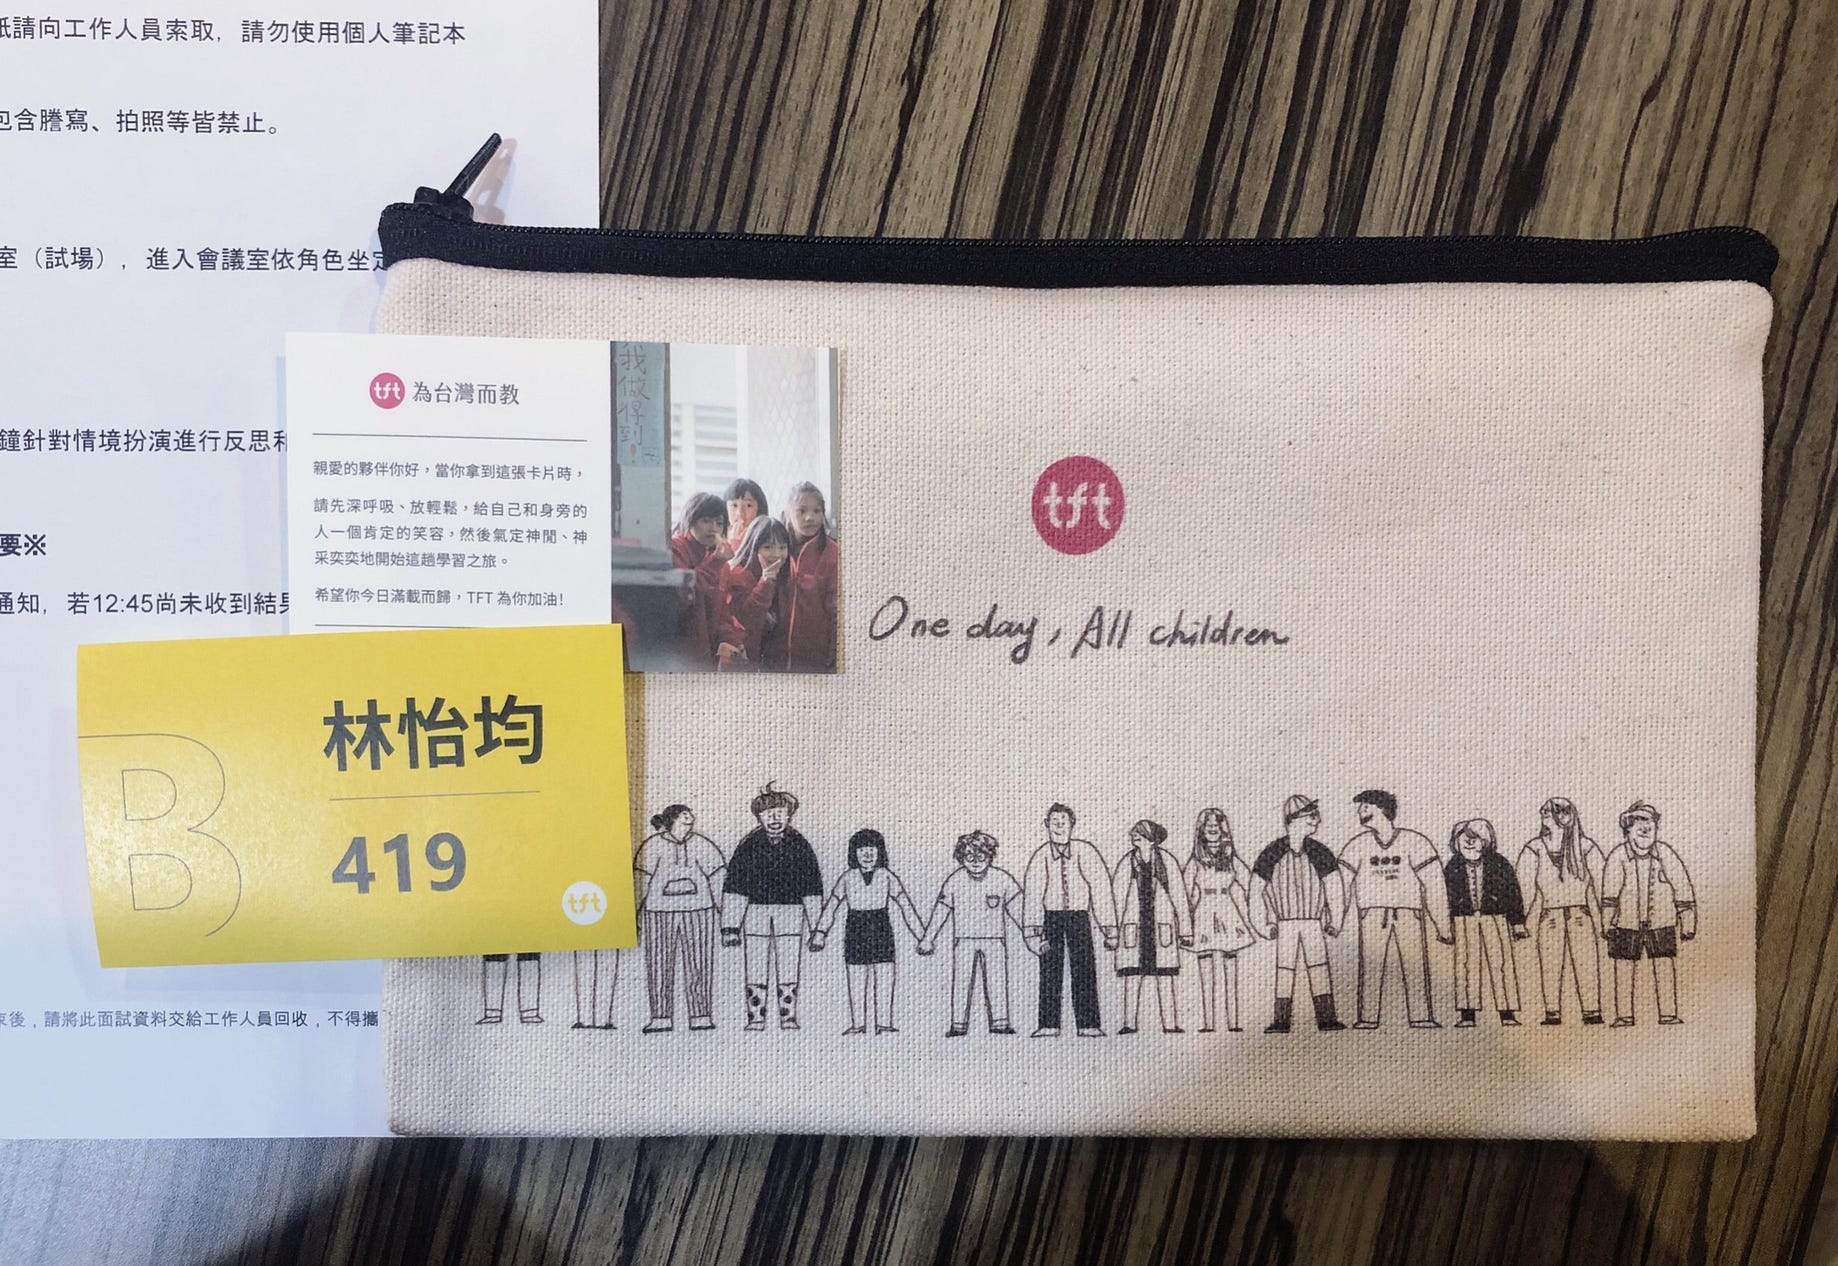 紙請向工作人員索取，請勿使用個人筆記本
包含謄寫、拍照等皆禁止。
室（試場），進入會議室依角色坐定
鐘針對情境扮演進行反思和
要※
通知，若12:45尚未收到結果
束後，請將此面試資料交給工作人員回收，不得攜
tft 為台灣而教
親愛的夥伴你好，當你拿到這張卡片時，
請先深呼吸、放輕鬆，給自己和身旁的
人一個肯定的笑容，然後氣定神閒、神
采奕奕地開始這趟學習之旅。
希望你今日滿載而歸，TFT 為你加油！
我做得到！
B
林怡均
419
tft
tft
One day, All children